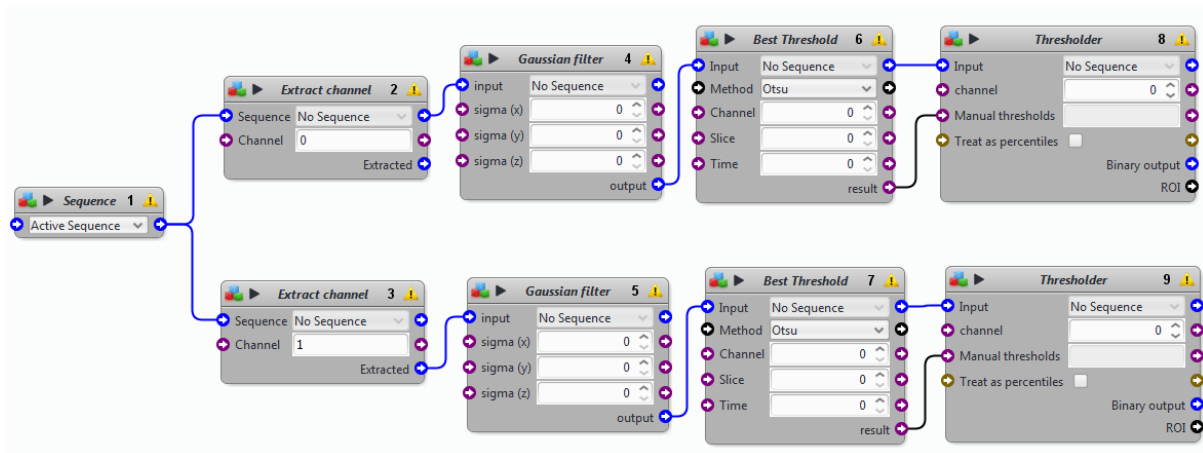 Sequence 1
Active Sequence
Extract channel 2
Sequence No Sequence
Channel 0
Extracted
Gaussian filter 4
input No Sequence
sigma (x) 0
sigma (y) 0
sigma (z) 0
output
Best Threshold 6
Input No Sequence
Method Otsu
Channel 0
Slice 0
Time 0
result
Thresholder 8
Input No Sequence
channel 0
Manual thresholds
Treat as percentiles
Binary output
ROI
Extract channel 3
Sequence No Sequence
Channel 1
Extracted
Gaussian filter 5
input No Sequence
sigma (x) 0
sigma (y) 0
sigma (z) 0
output
Best Threshold 7
Input No Sequence
Method Otsu
Channel 0
Slice 0
Time 0
result
Thresholder 9
Input No Sequence
channel 0
Manual thresholds
Treat as percentiles
Binary output
ROI